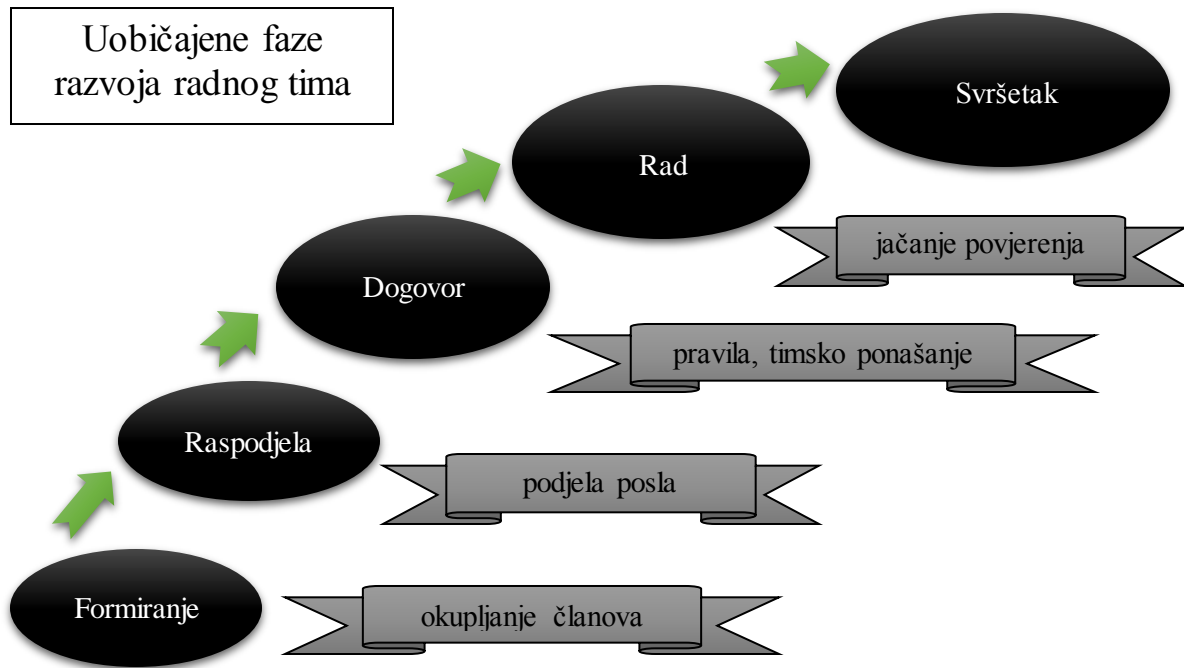 Uobičajene faze
razvoja radnog tima
Svršetak
Rad
jačanje povjerenja
Dogovor
pravila, timsko ponašanje
Raspodjela
podjela posla
Formiranje
okupljanje članova